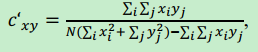 c'_{xy} = \frac{\sum_i \sum_j x_i y_j}{N(\sum_i x_i^2 + \sum_j y_j^2) - \sum_i \sum_j x_i y_j},